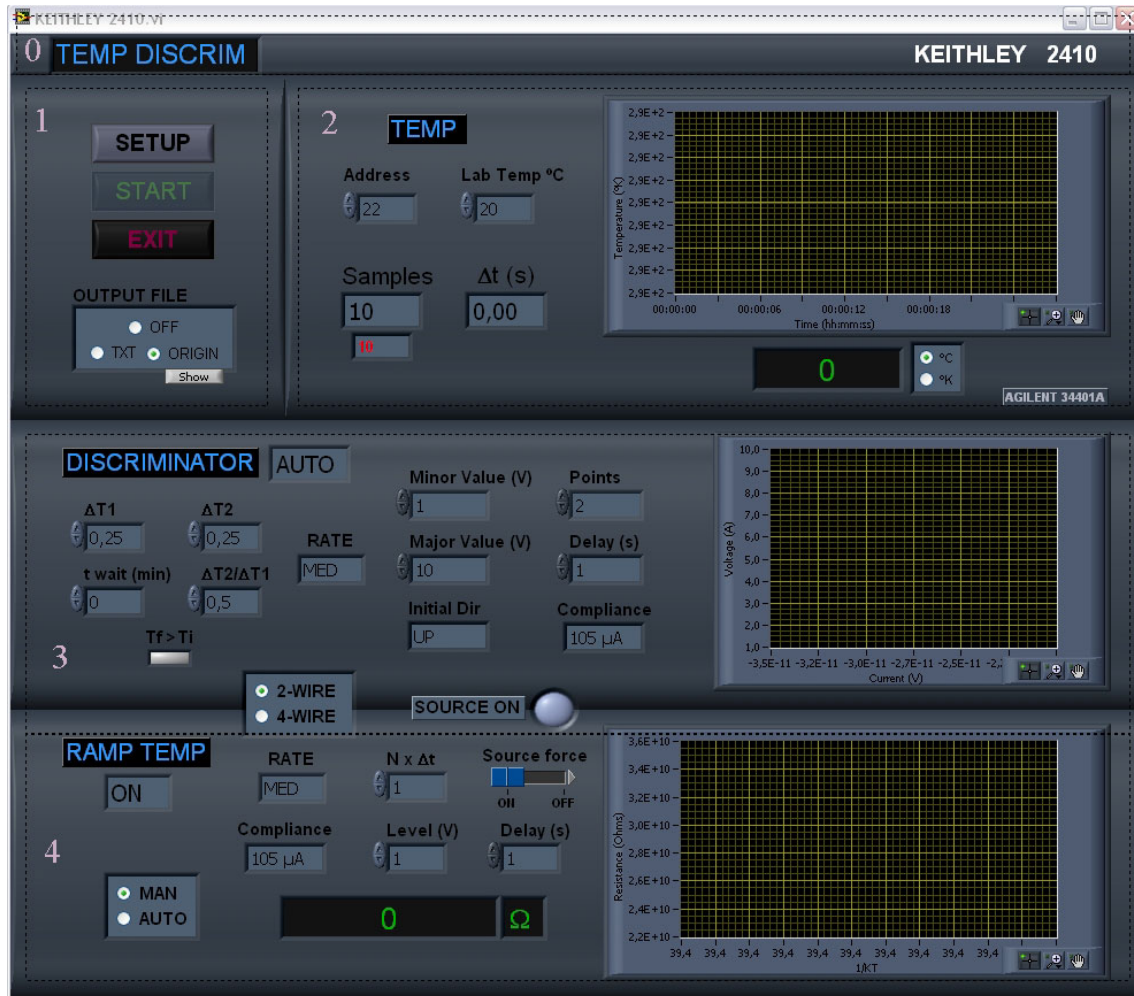 KEITHLEY 2410.vi
0 TEMP DISCRIM
KEITHLEY 2410
1
SETUP
START
EXIT
OUTPUT FILE
OFF
TXT ORIGIN
Show
2
TEMP
Address Lab Temp ºC
22 20
Samples Δt (s)
10 0,00
10
2,9E+2
2,9E+2
2,9E+2
2,9E+2
2,9E+2
2,9E+2
2,9E+2
2,9E+2
2,9E+2
Temperature (ºK)
00:00:00 00:00:06 00:00:12 00:00:18
Time (hh:mm:ss)
0
ºC
ºK
AGILENT 34401A
DISCRIMINATOR AUTO
ΔT1 ΔT2
0,25 0,25
t wait (min) ΔT2/ΔT1
0 0,5
Tf>Ti
3
RATE
MED
Minor Value (V) Points
1 2
Major Value (V) Delay (s)
10 1
Initial Dir Compliance
UP 105 µA
2-WIRE
4-WIRE
SOURCE ON
10,0
9,0
8,0
7,0
6,0
5,0
4,0
3,0
2,0
1,0
Voltage (A)
-3,5E-11 -3,2E-11 -3,0E-11 -2,7E-11 -2,5E-11
Current (V)
RAMP TEMP
ON
4
MAN
AUTO
RATE N x Δt Source force
MED 1
ON OFF
Compliance Level (V) Delay (s)
105 µA 1 1
0 Ω
3,6E+10
3,4E+10
3,2E+10
3,0E+10
2,8E+10
2,6E+10
2,4E+10
2,2E+10
Resistance (Ohms)
39,4 39,4 39,4 39,4 39,4 39,4 39,4 39,4
1/KT